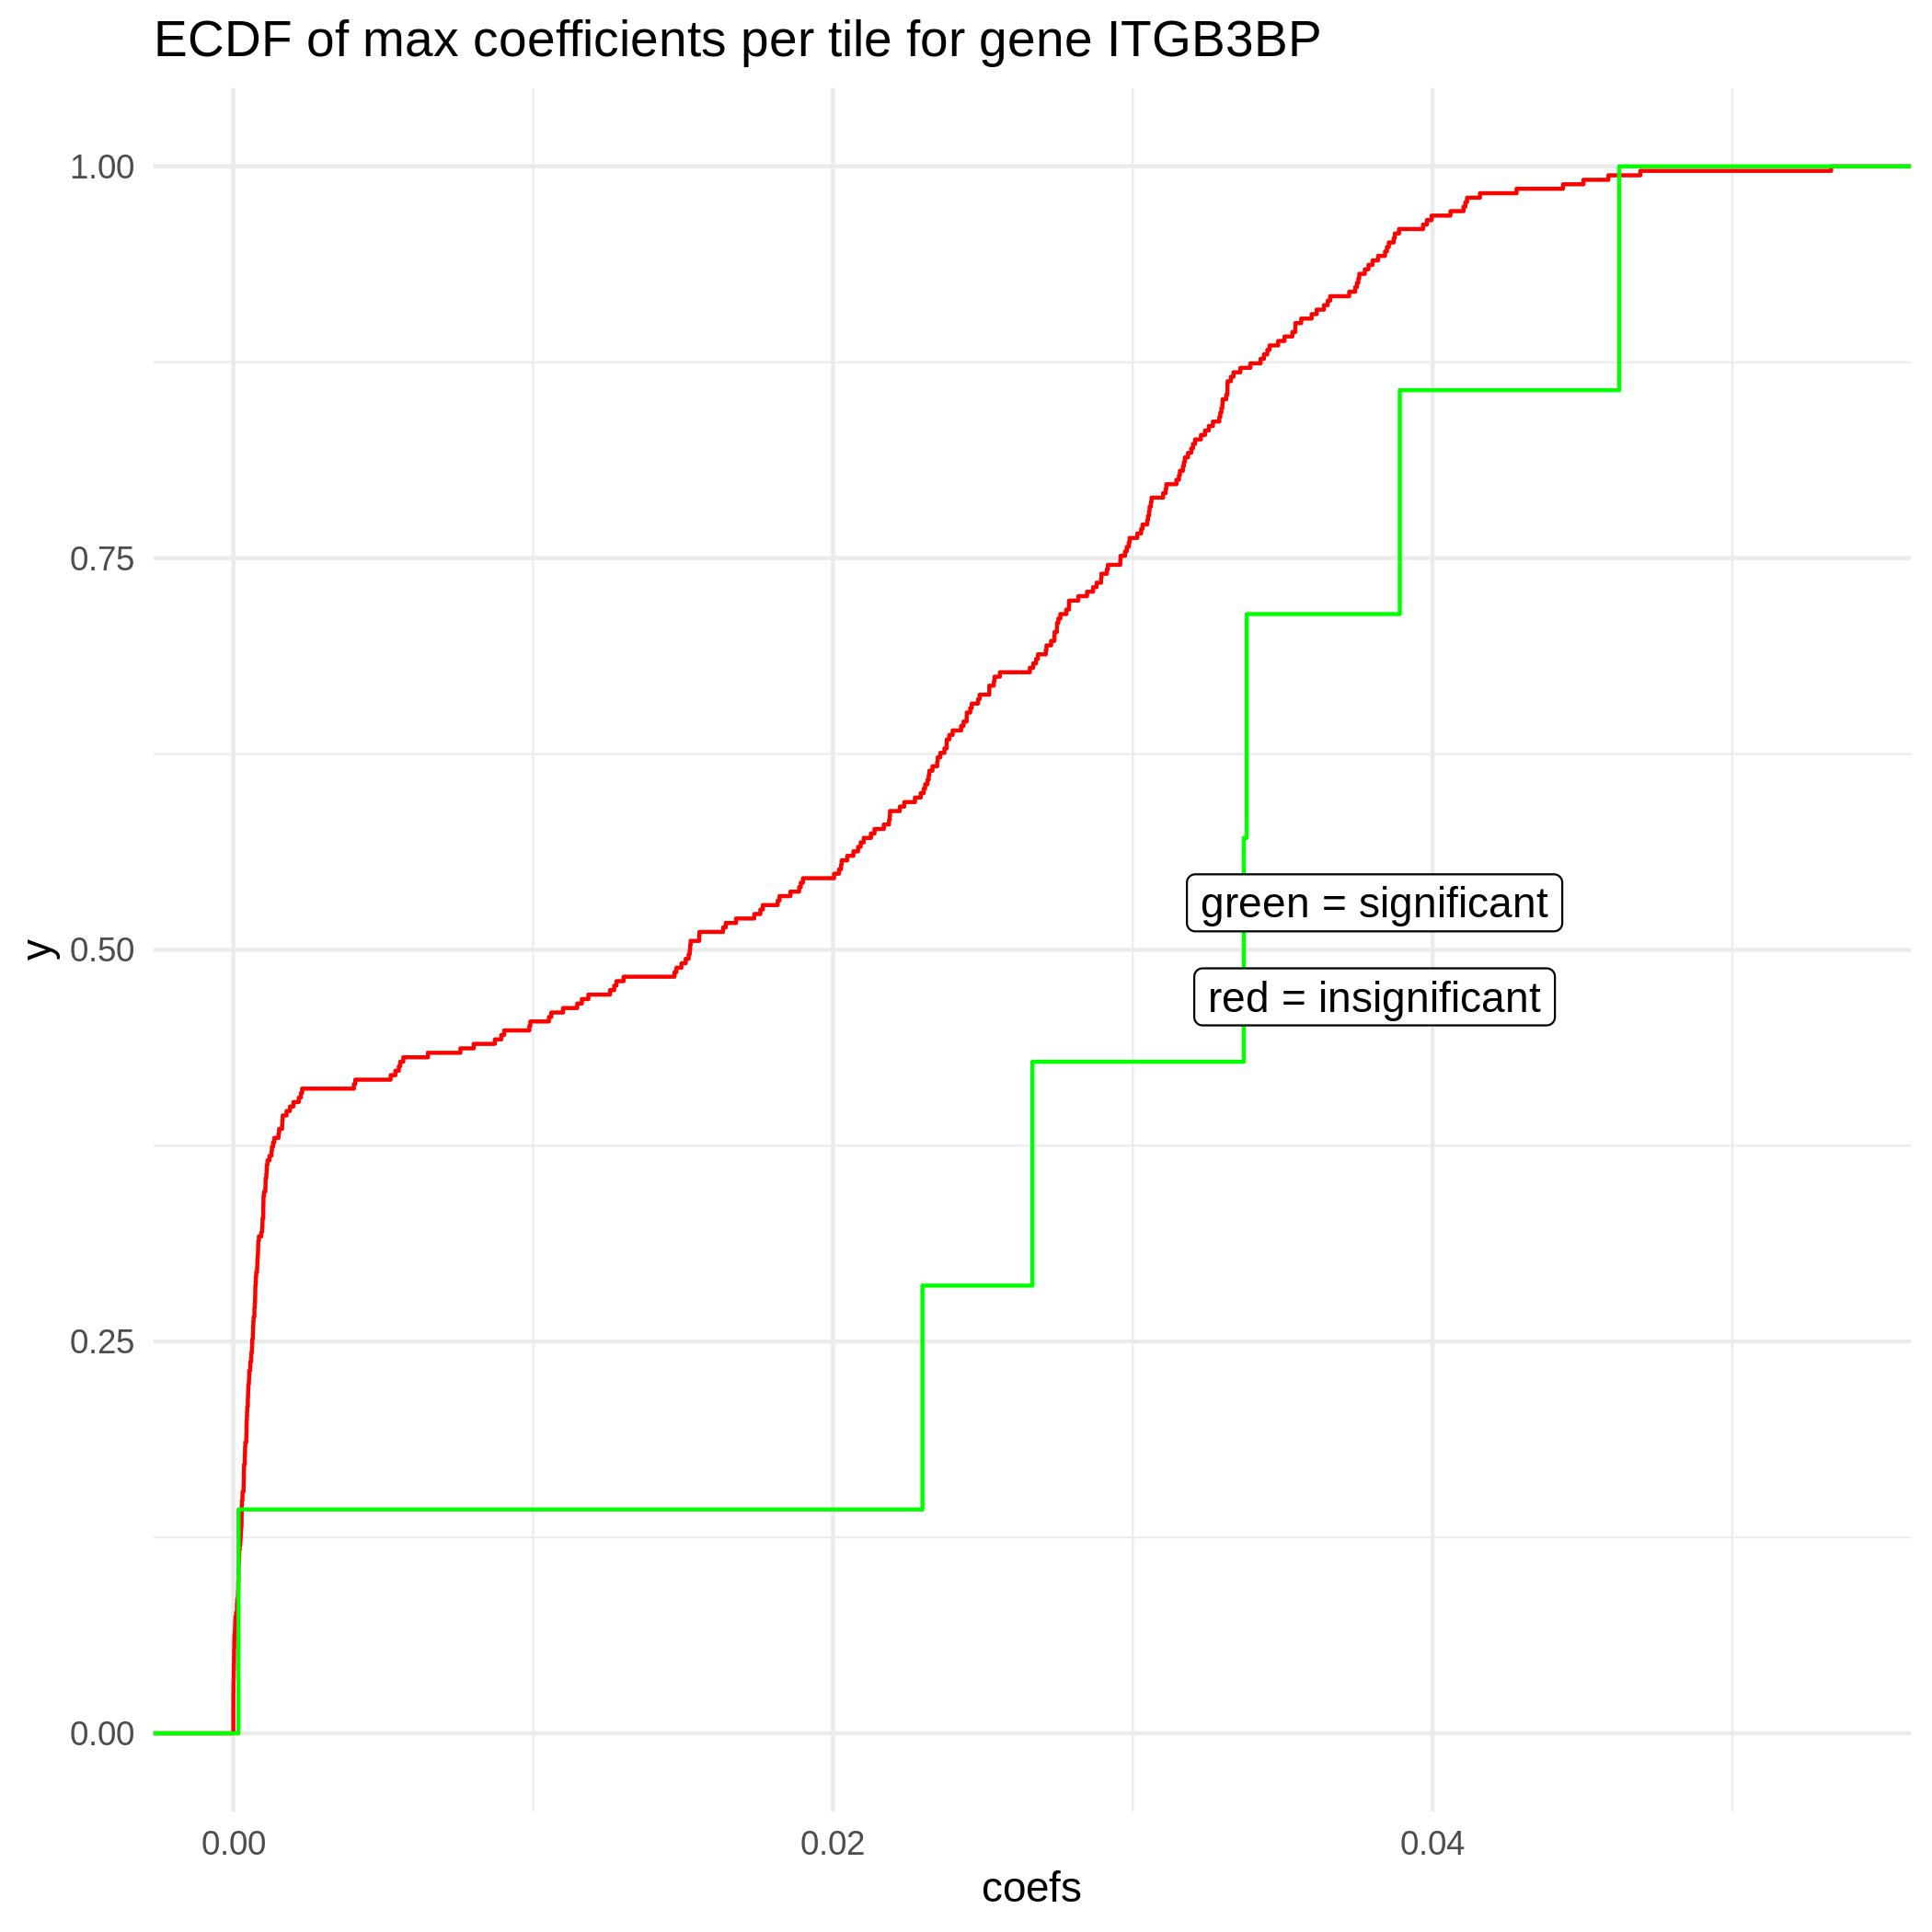 ECDF of max coefficients per tile for gene ITGB3BP
1.00
0.75
0.50
0.25
0.00
y
green = significant
red = insignificant
0.00
0.02
0.04
coefs